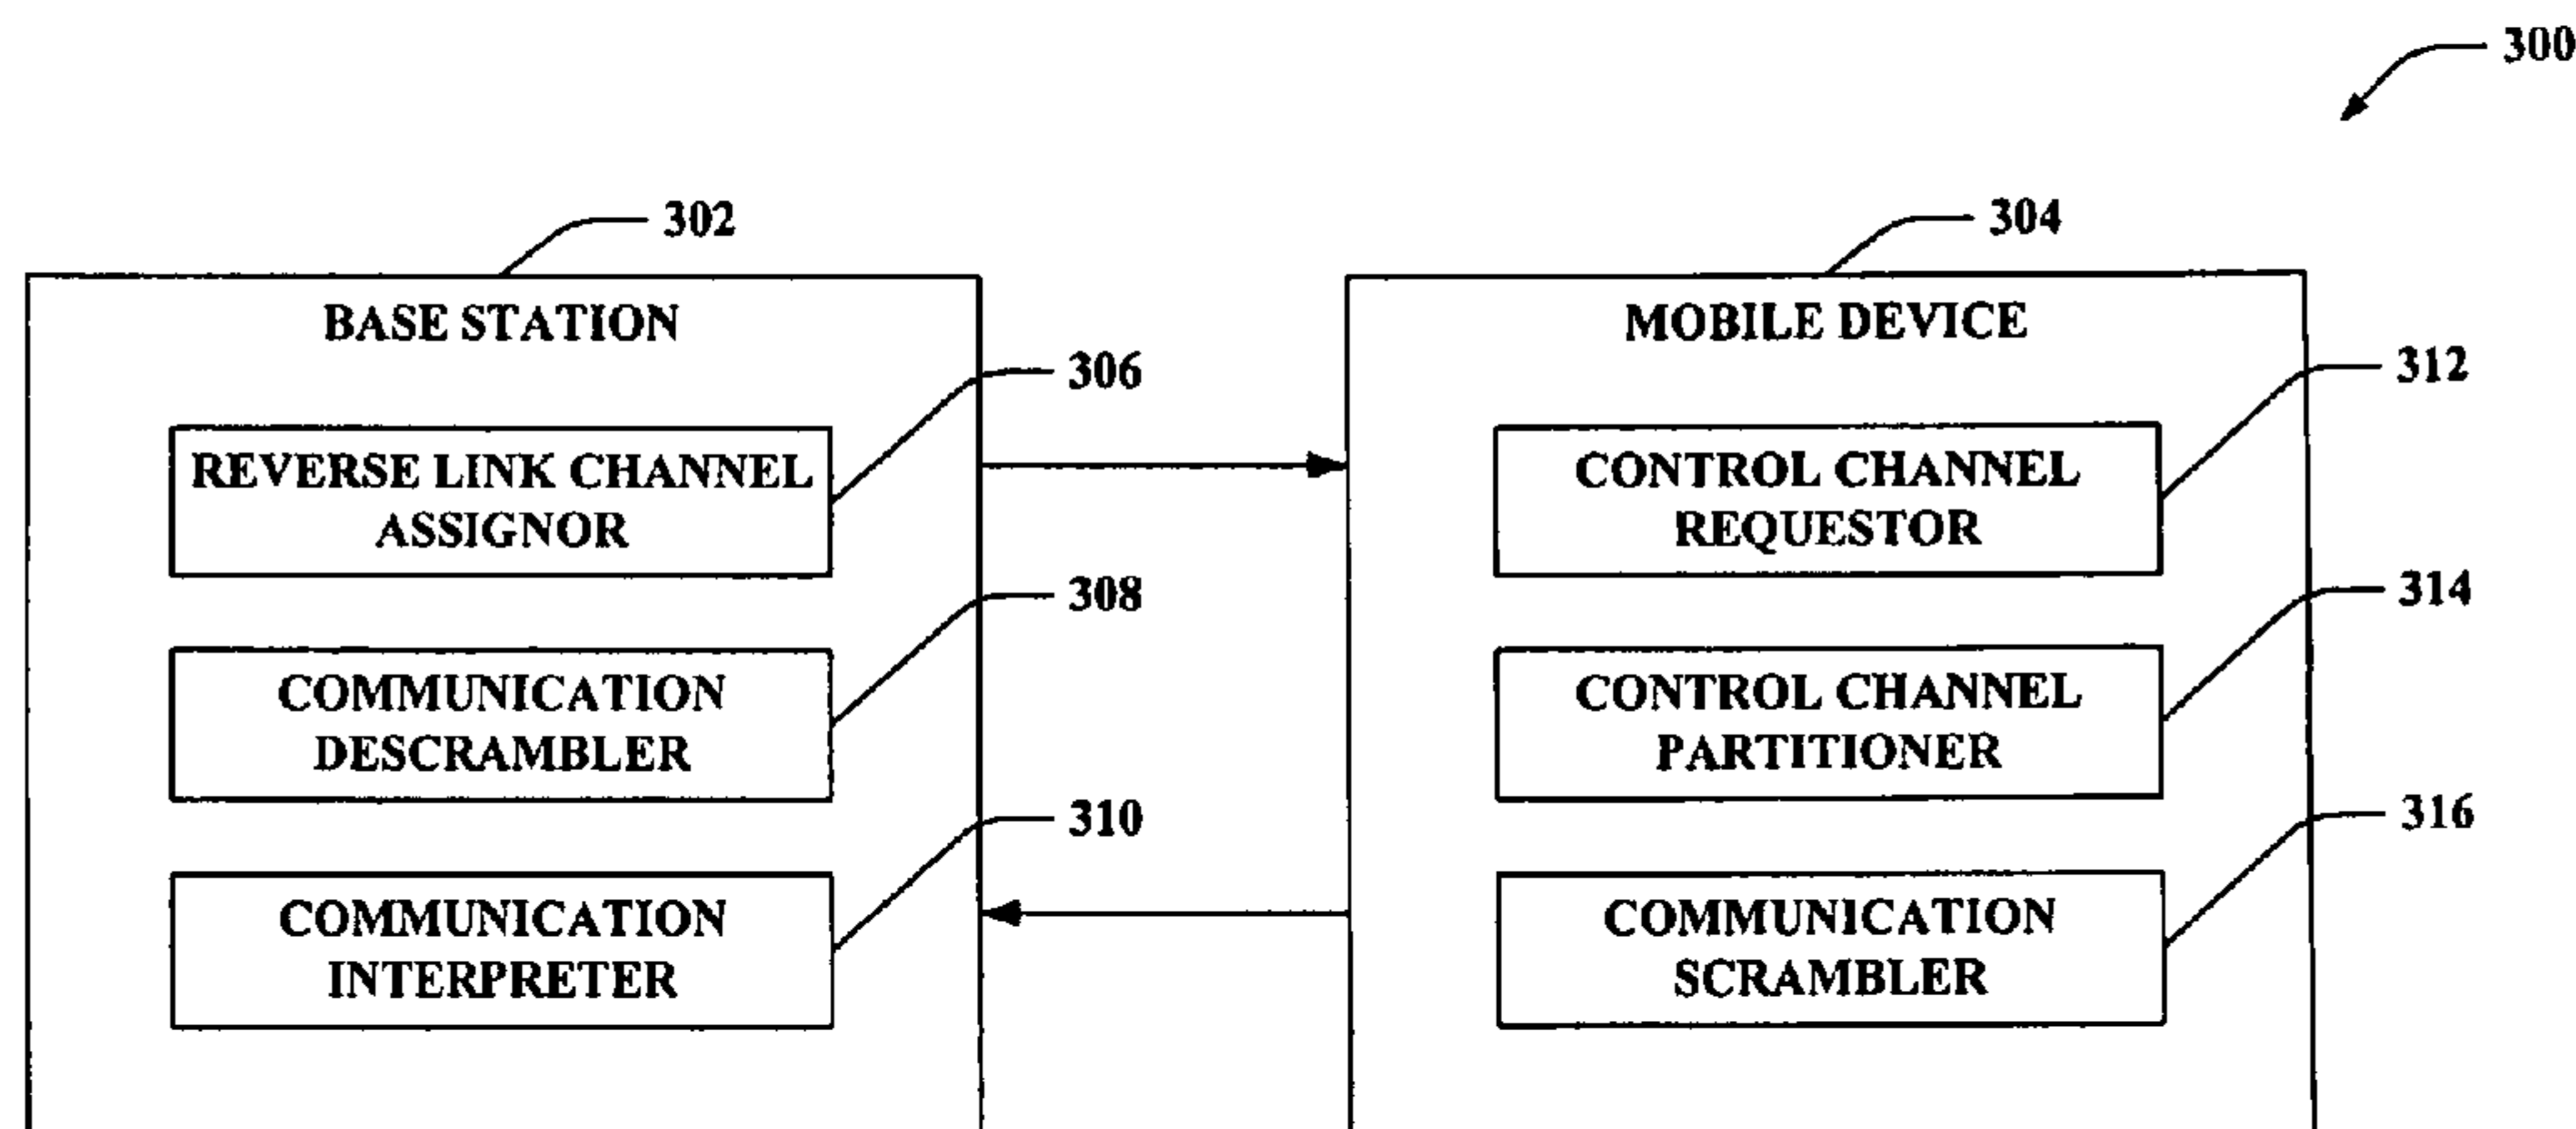 300
302
304
BASE STATION
MOBILE DEVICE
306
312
REVERSE LINK CHANNEL
ASSIGNOR
CONTROL CHANNEL
REQUESTOR
308
314
COMMUNICATION
DESCRAMBLER
CONTROL CHANNEL
PARTITIONER
310
316
COMMUNICATION
INTERPRETER
COMMUNICATION
SCRAMBLER